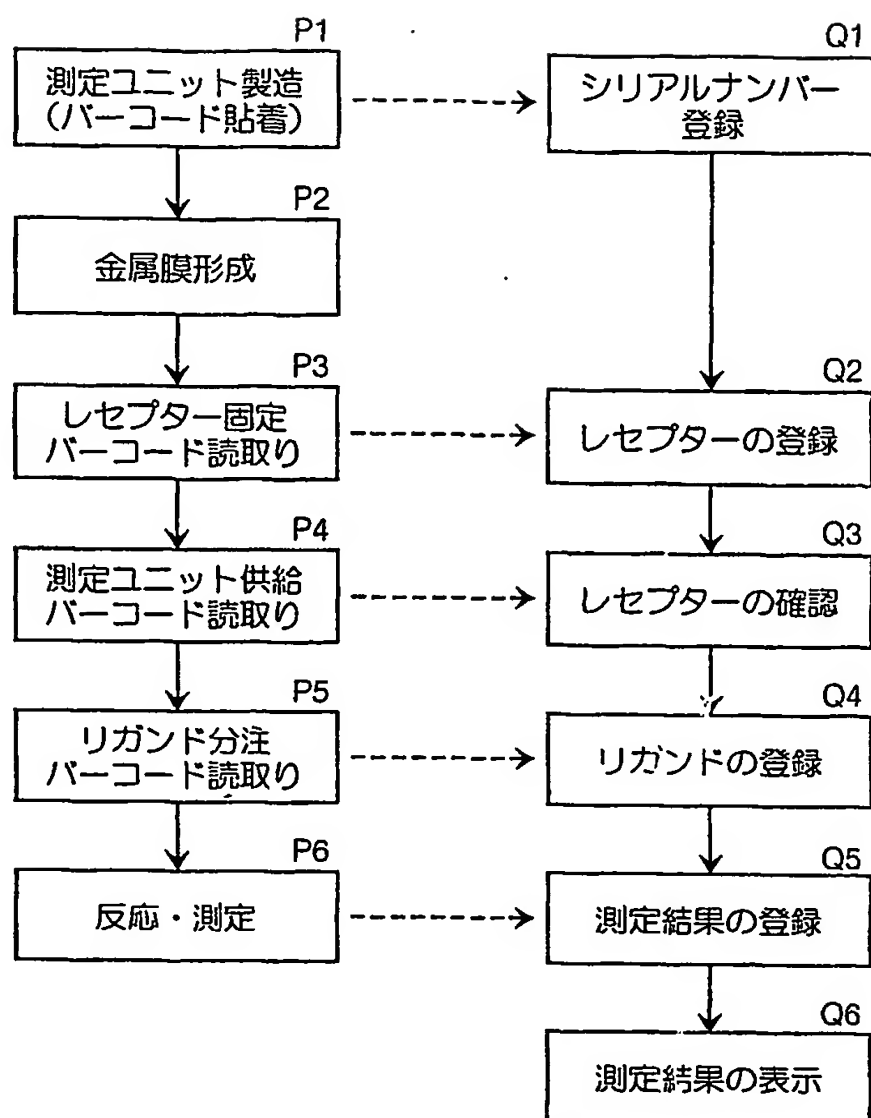 P1
測定ユニット製造
(バーコード貼着)
Q1
シリアルナンバー
登録
P2
金属膜形成
P3
レセプター固定
バーコード読取り
Q2
レセプターの登録
P4
測定ユニット供給
バーコード読取り
Q3
レセプターの確認
P5
リガンド分注
バーコード読取り
Q4
リガンドの登録
P6
反応・測定
Q5
測定結果の登録
Q6
測定結果の表示